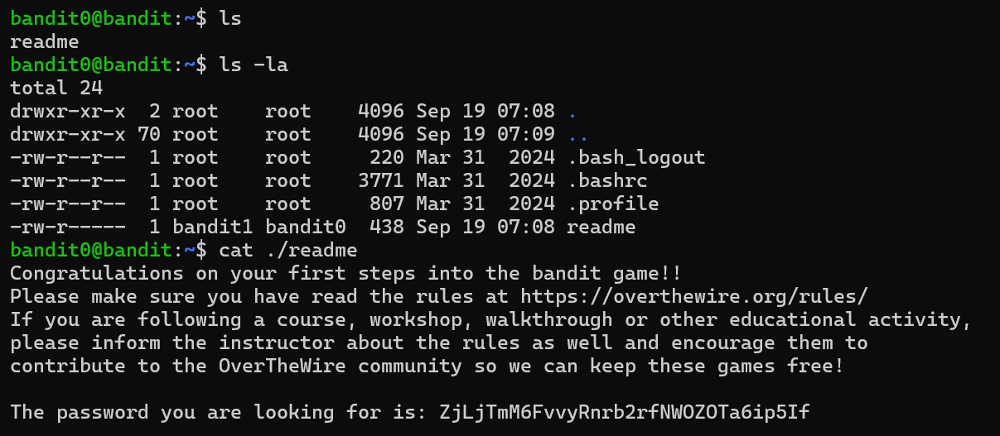 bandit0@bandit:~$ ls
readme
bandit0@bandit:~$ ls -la
total 24
drwxr-xr-x  2 root    root    4096 Sep 19 07:08 .
drwxr-xr-x 70 root    root    4096 Sep 19 07:09 ..
-rw-r--r--  1 root    root     220 Mar 31  2024 .bash_logout
-rw-r--r--  1 root    root    3771 Mar 31  2024 .bashrc
-rw-r--r--  1 root    root     807 Mar 31  2024 .profile
-rw-r-----  1 bandit1 bandit0  438 Sep 19 07:08 readme
bandit0@bandit:~$ cat ./readme
Congratulations on your first steps into the bandit game!!
Please make sure you have read the rules at https://overthewire.org/rules/
If you are following a course, workshop, walkthrough or other educational activity,
please inform the instructor about the rules as well and encourage them to
contribute to the OverTheWire community so we can keep these games free!

The password you are looking for is: ZjLjTmM6FvvyRnrb2rfNWOZOTa6ip5If